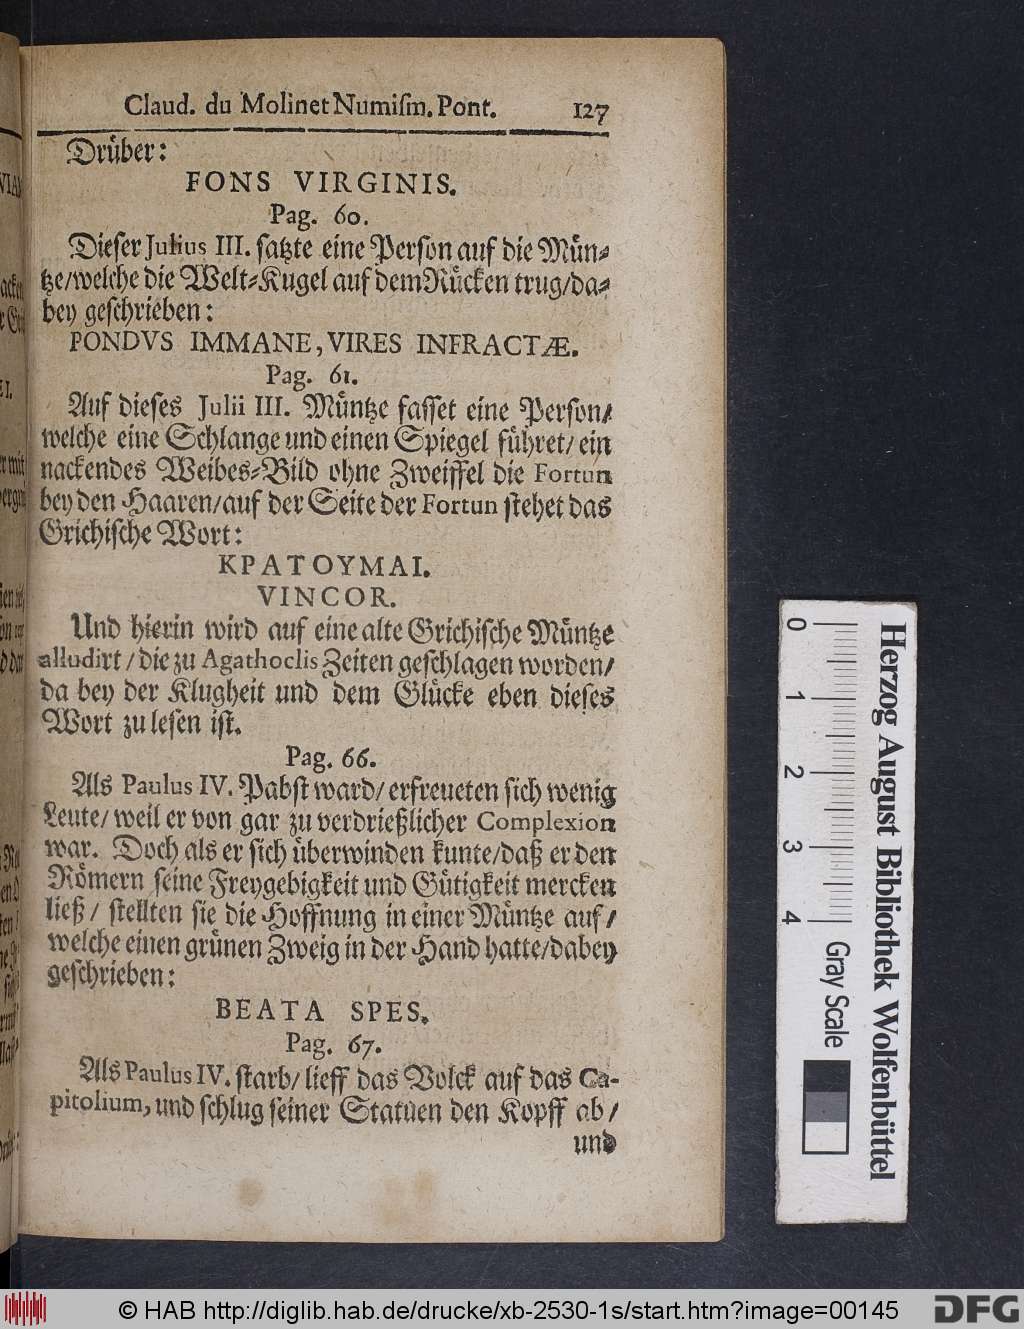 Claud. du Molinet Numiſm. Pont. 127
Drüber:
FONS VIRGINIS.
Pag. 60.
Dieſer Julius III. ſatzte eine Perſon auf die Mün⸗
tze/welche die Welt⸗Kugel auf dem Rücken trug/da⸗
bey geſchrieben:
PONDVS IMMANE, VIRES INFRACTÆ.
Pag. 61.
Auf dieſes Julii III. Müntze faſſet eine Perſon/
welche eine Schlange und einen Spiegel führet/ ein
nackendes Weibes⸗Bild ohne Zweiffel die Fortun
bey den Haaren/auf der Seite der Fortun ſtehet das
Grichiſche Wort:
ΚΡΑΤΟΥΜΑΙ.
VINCOR.
Und hierin wird auf eine alte Grichiſche Müntze
alludirt / die zu Agathoclis Zeiten geſchlagen worden/
da bey der Klugheit und dem Glücke eben dieſes
Wort zu leſen iſt.
Pag. 66.
Als Paulus IV. Pabſt ward/ erfreueten ſich wenig
Leute/ weil er von gar zu verdrießlicher Complexion
war. Doch als er ſich überwinden kunte/daß er den
Römern ſeine Freygebigkeit und Gütigkeit mercken
ließ / ſtellten ſie die Hoffnung in einer Müntze auf/
welche einen grünen Zweig in der Hand hatte/dabey
geſchrieben:
BEATA SPES.
Pag. 67.
Als Paulus IV. ſtarb/ lieff das Volck auf das Ca-
pitolium, und ſchlug ſeiner Statuen den Kopff ab /
und
Herzog August Bibliothek Wolfenbüttel
0 1 2 3 4 Gray Scale
© HAB http://diglib.hab.de/drucke/xb-2530-1s/start.htm?image=00145
DFG